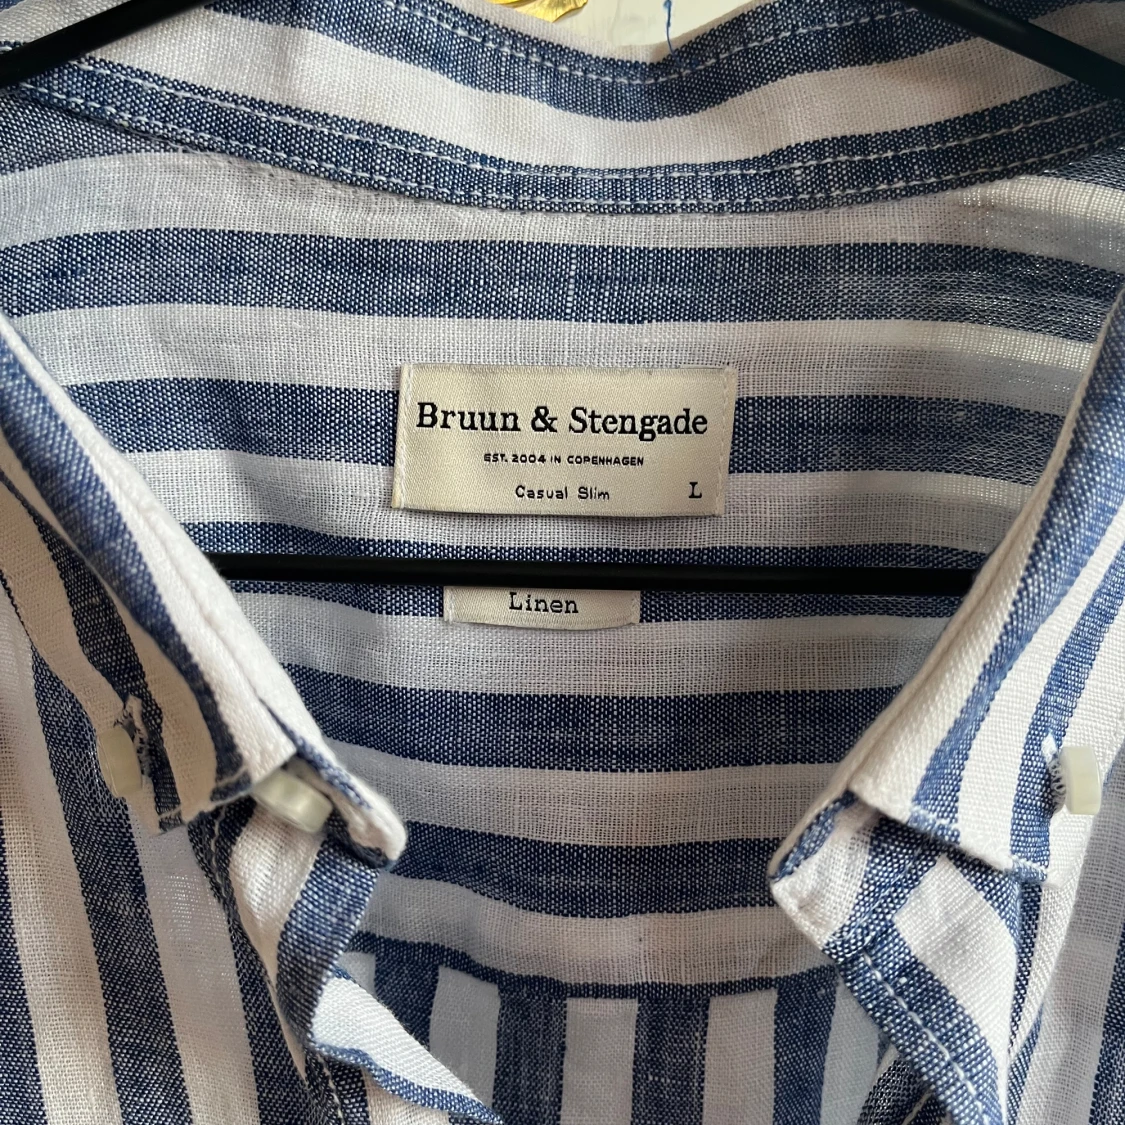 Bruun & Stengade
EST. 2004 IN COPENHAGEN
Casual Slim L
Linen